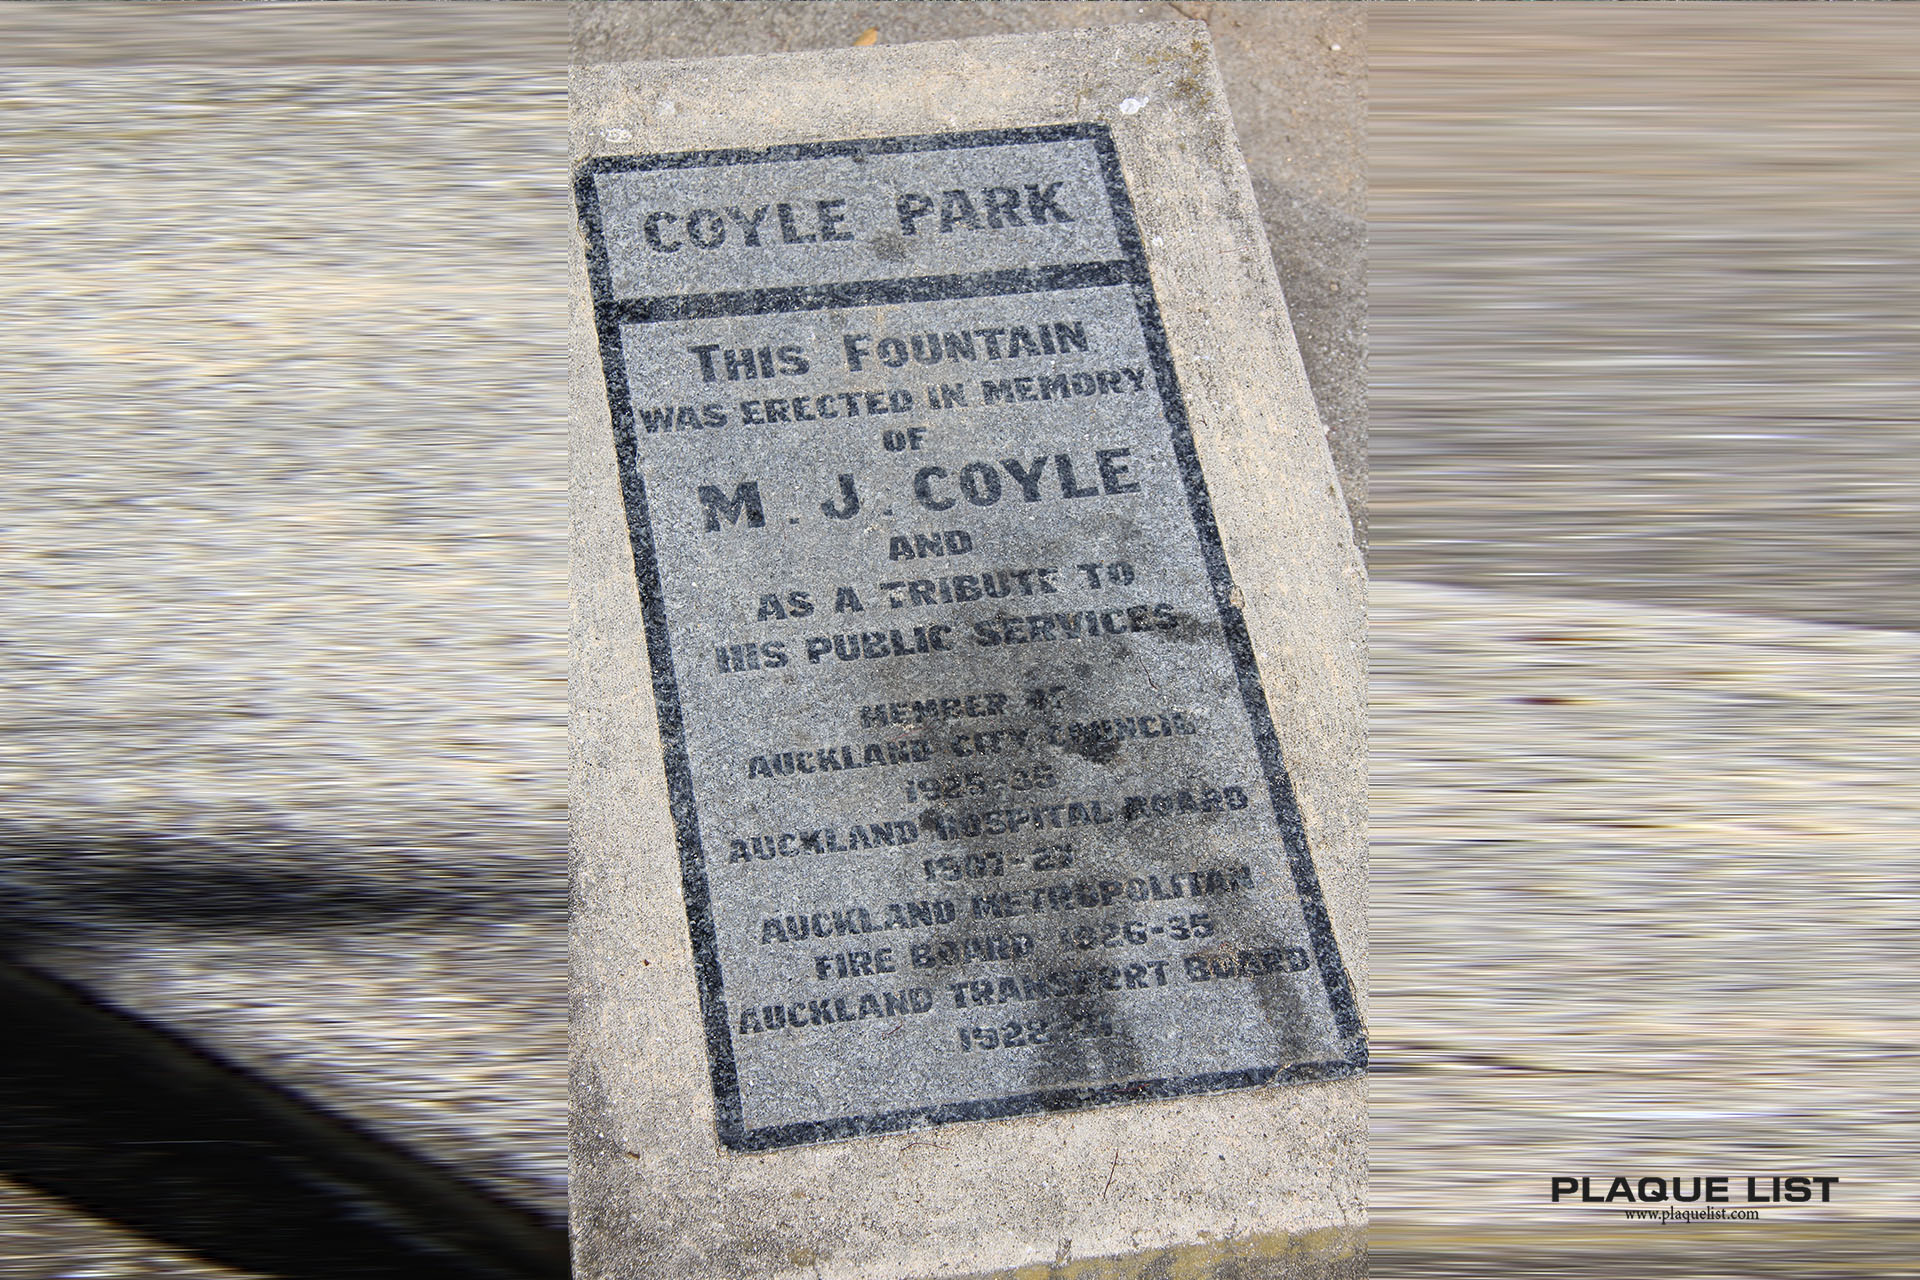 COYLE PARK
THIS FOUNTAIN
WAS ERECTED IN MEMORY
OF
M. J. COYLE
AND
AS A TRIBUTE TO
HIS PUBLIC SERVICES
MEMBER OF
AUCKLAND CITY COUNCIL
AUCKLAND HOSPITAL BOARD
AUCKLAND METROPOLITAN
FIRE BOARD 1926-35
AUCKLAND TRANSPORT BOARD
PLAQUE LIST
www.plaquelist.com